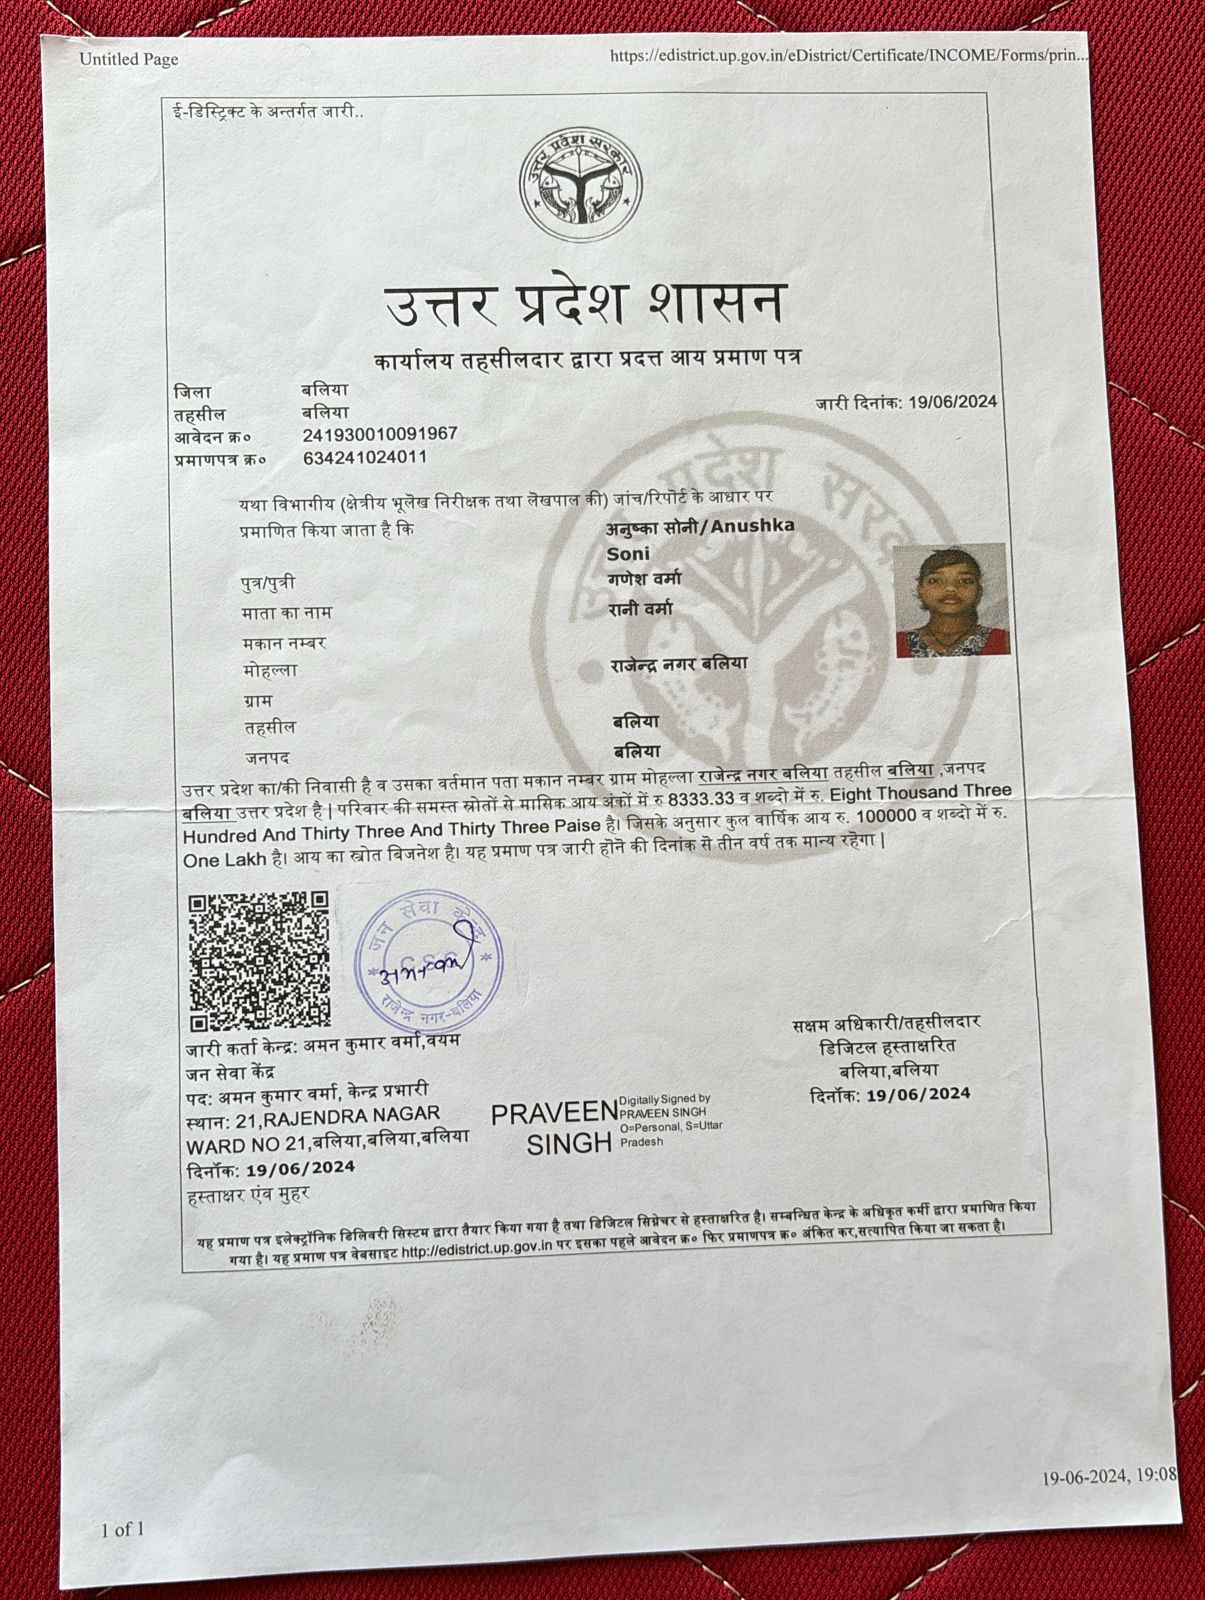 Untitled Page
https://edistrict.up.gov.in/eDistrict/Certificate/INCOME/Forms/prin...
ई-डिस्ट्रिक्ट के अन्तर्गत जारी..
उत्तर प्रदेश सरकार
उत्तर प्रदेश शासन
कार्यालय तहसीलदार द्वारा प्रदत्त आय प्रमाण पत्र
जिला बलिया
तहसील बलिया
जारी दिनांक: 19/06/2024
आवेदन क्र० 241930010091967
प्रमाणपत्र क्र० 634241024011
यथा विभागीय (क्षेत्रीय भूलेख निरीक्षक तथा लेखपाल की) जांच/रिपोर्ट के आधार पर
प्रमाणित किया जाता है कि अनुष्का सोनी/Anushka
Soni
पुत्र/पुत्री गणेश वर्मा
माता का नाम रानी वर्मा
मकान नम्बर
मोहल्ला राजेन्द्र नगर बलिया
ग्राम
तहसील बलिया
जनपद बलिया
उत्तर प्रदेश का/की निवासी है व उसका वर्तमान पता मकान नम्बर ग्राम मोहल्ला राजेन्द्र नगर बलिया तहसील बलिया ,जनपद
बलिया उत्तर प्रदेश है | परिवार की समस्त स्रोतों से मासिक आय अंकों में रु 8333.33 व शब्दो में रु. Eight Thousand Three
Hundred And Thirty Three And Thirty Three Paise है। जिसके अनुसार कुल वार्षिक आय रु. 100000 व शब्दो में रु.
One Lakh है। आय का स्रोत बिजनेश है। यह प्रमाण पत्र जारी होने की दिनांक से तीन वर्ष तक मान्य रहेगा |
जन सेवा केन्द्र
राजेन्द्र नगर-बलिया
जारी कर्ता केन्द्र: अमन कुमार वर्मा,वयम
जन सेवा केंद्र
पद: अमन कुमार वर्मा, केन्द्र प्रभारी
स्थान: 21,RAJENDRA NAGAR
WARD NO 21,बलिया,बलिया,बलिया
दिनॉक: 19/06/2024
हस्ताक्षर एंव मुहर
PRAVEEN
SINGH
Digitally Signed by
PRAVEEN SINGH
O=Personal, S=Uttar
Pradesh
सक्षम अधिकारी/तहसीलदार
डिजिटल हस्ताक्षरित
बलिया,बलिया
दिनॉक: 19/06/2024
यह प्रमाण पत्र इलेक्ट्रॉनिक डिलिवरी सिस्टम द्वारा तैयार किया गया है तथा डिजिटल सिग्नेचर से हस्ताक्षरित है। सम्बन्धित केन्द्र के अधिकृत कर्मी द्वारा प्रमाणित किया
गया है। यह प्रमाण पत्र वेबसाइट http://edistrict.up.gov.in पर इसका पहले आवेदन क्र० फिर प्रमाणपत्र क्र० अंकित कर,सत्यापित किया जा सकता है।
19-06-2024, 19:08
1 of 1